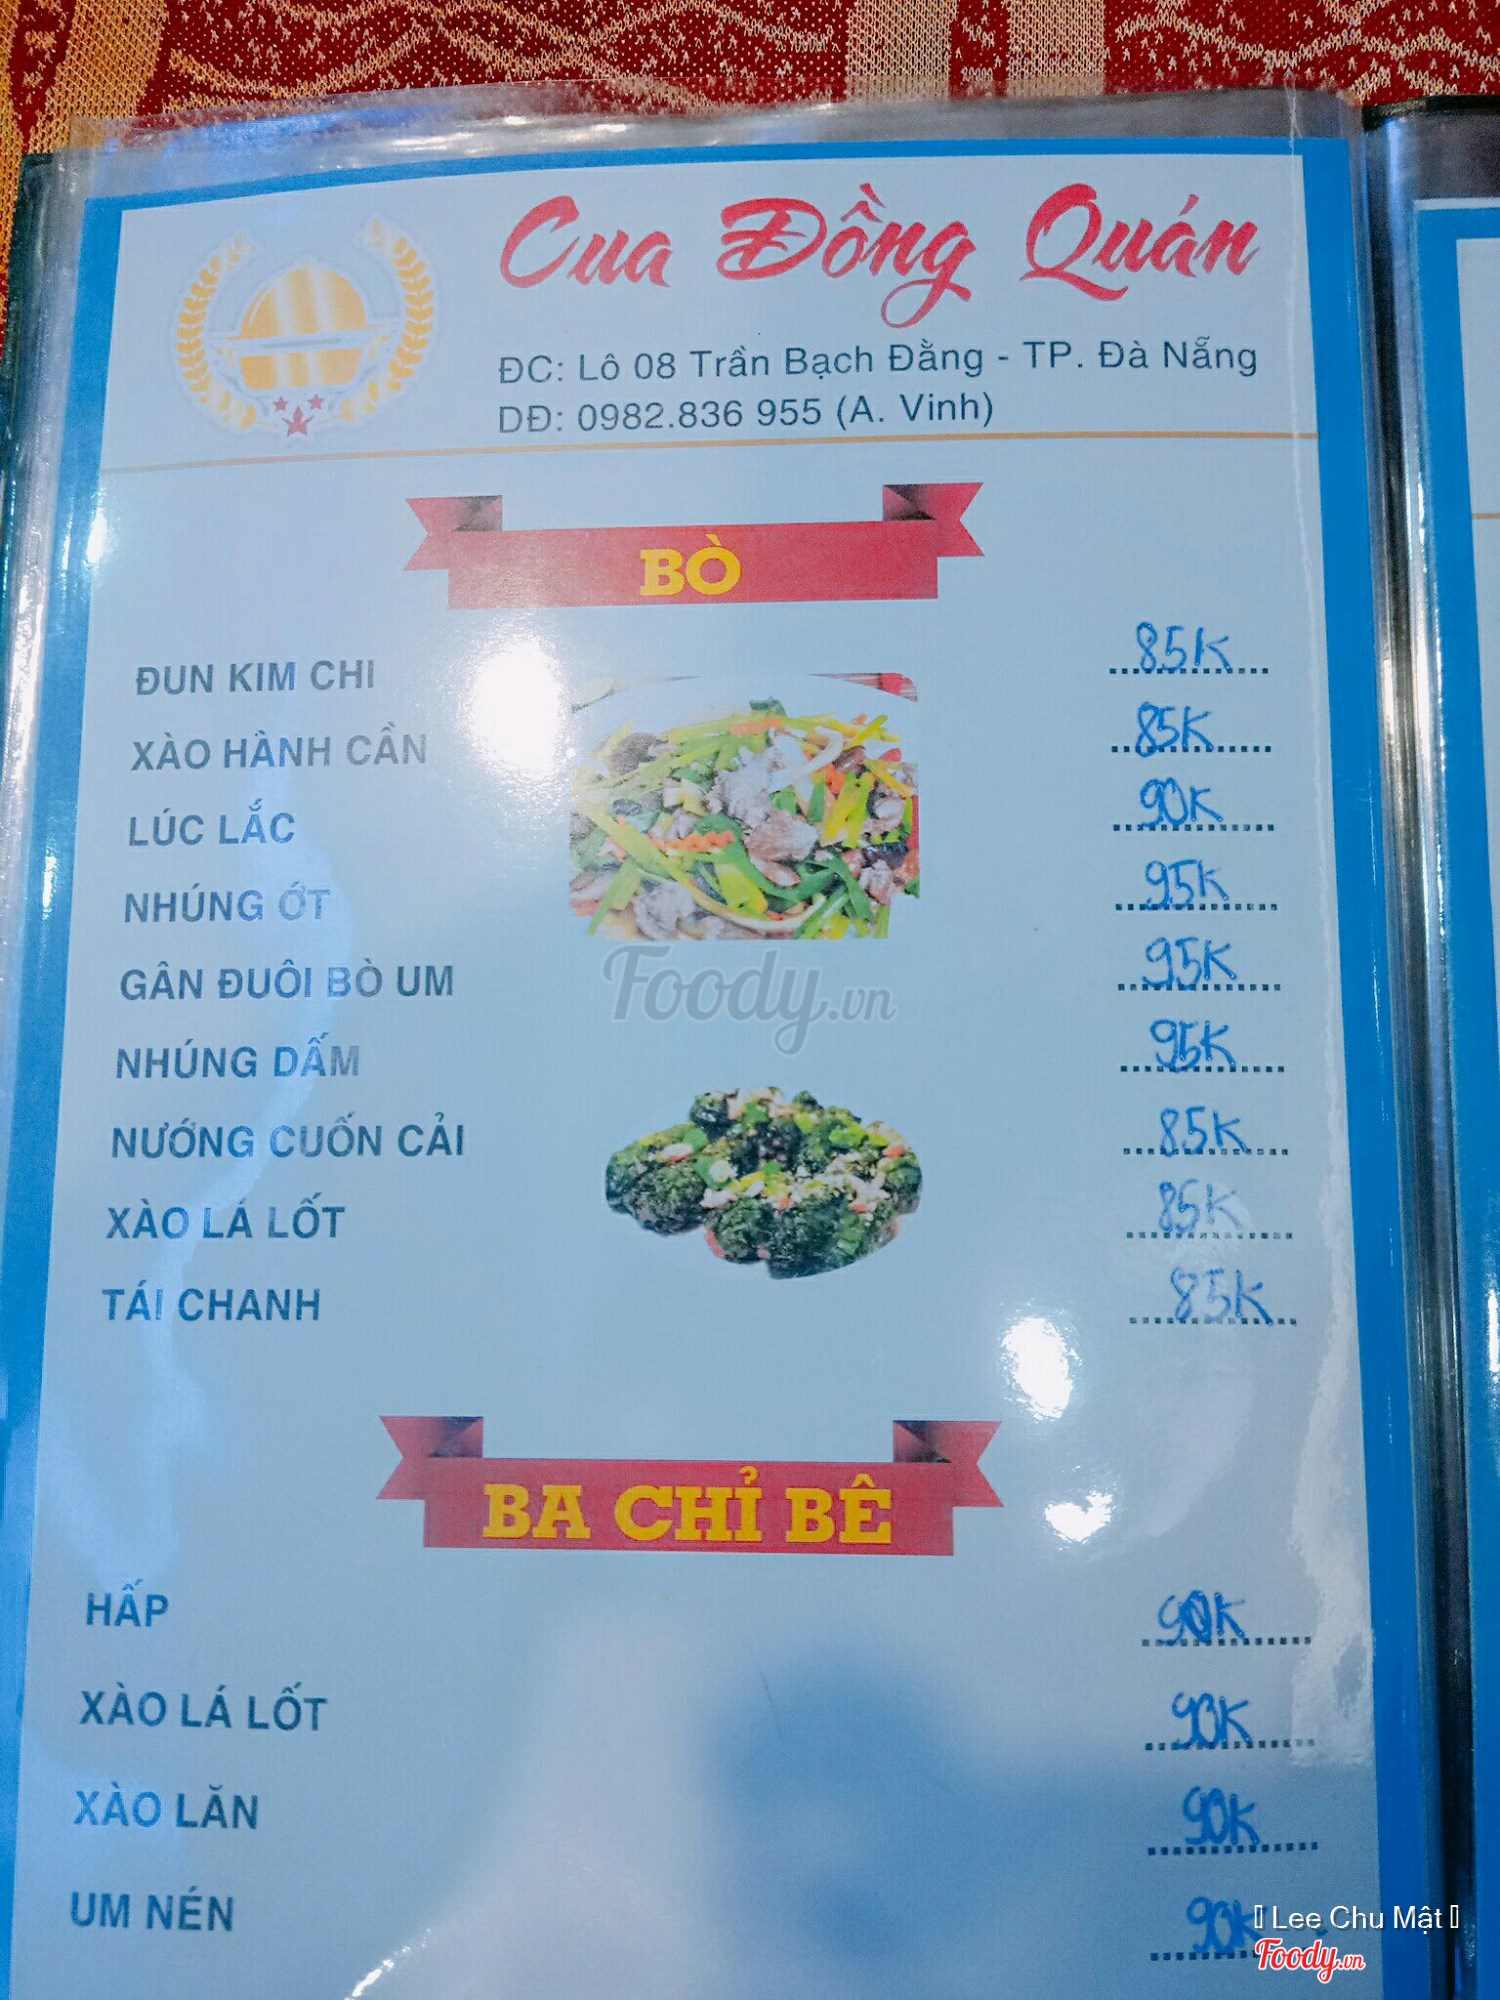 Cua Đồng Quán
ĐC: Lô 08 Trần Bạch Đằng - TP. Đà Nẵng
DĐ: 0982.836 955 (A. Vinh)
BÒ
ĐUN KIM CHI 85K
XÀO HÀNH CẦN 85K
LÚC LẮC 90K
NHÚNG ỚT 95K
GÂN ĐUÔI BÒ UM 95K
NHÚNG DẤM 95K
NƯỚNG CUỐN CẢI 85K
XÀO LÁ LỐT 85K
TÁI CHANH 85K
Foody.vn
BA CHỈ BÊ
HẤP 90K
XÀO LÁ LỐT 90K
XÀO LĂN 90K
UM NÉN 90K
Lee Chu Mật
Foody.vn